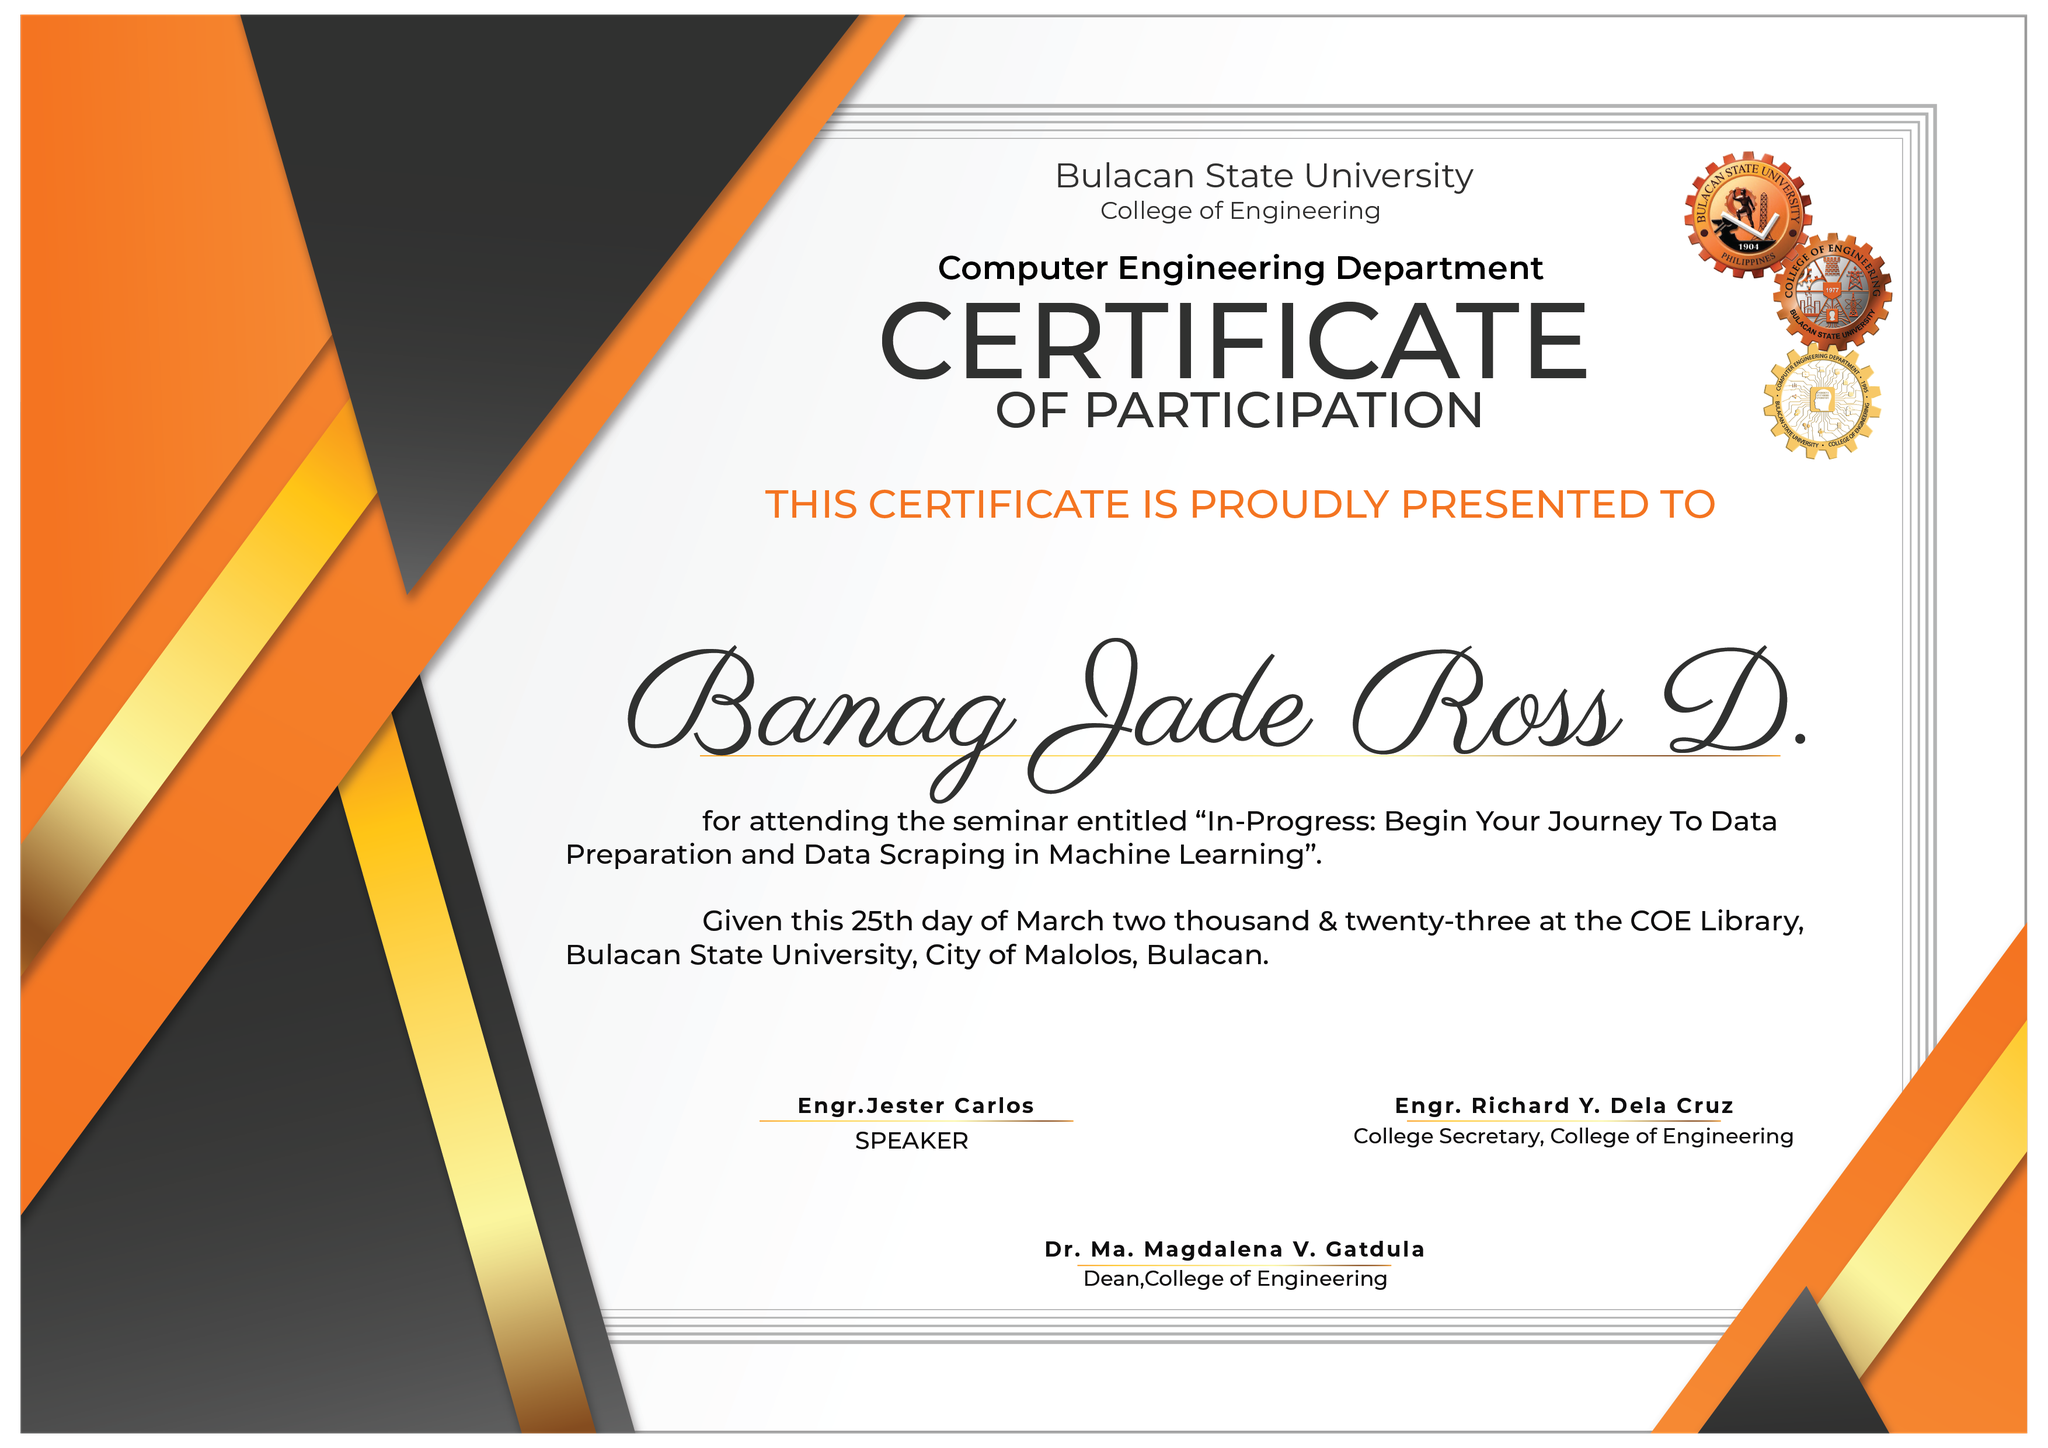 Bulacan State University
College of Engineering
Computer Engineering Department
CERTIFICATE
OF PARTICIPATION
BULACAN STATE UNIVERSITY
1904
PHILIPPINES
COLLEGE OF ENGINEERING
1977
BULACAN STATE UNIVERSITY
COMPUTER ENGINEERING DEPARTMENT • 1995 •
BULACAN STATE UNIVERSITY • COLLEGE OF ENGINEERING
THIS CERTIFICATE IS PROUDLY PRESENTED TO
Banag Jade Ross D.
for attending the seminar entitled “In-Progress: Begin Your Journey To Data
Preparation and Data Scraping in Machine Learning”.
Given this 25th day of March two thousand & twenty-three at the COE Library,
Bulacan State University, City of Malolos, Bulacan.
Engr.Jester Carlos
SPEAKER
Engr. Richard Y. Dela Cruz
College Secretary, College of Engineering
Dr. Ma. Magdalena V. Gatdula
Dean,College of Engineering